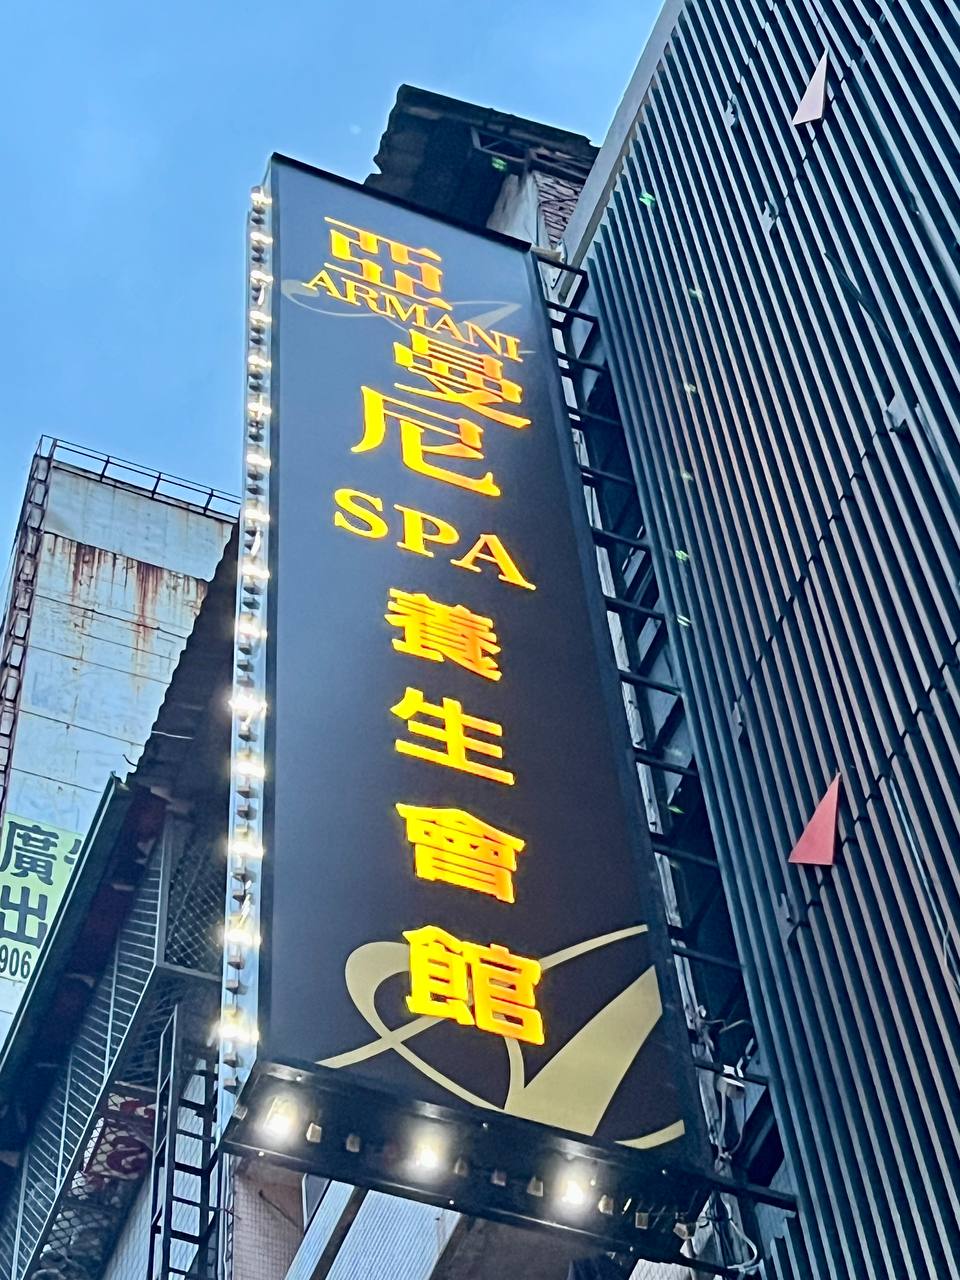 亞
ARMANI
曼
尼
SPA
養
生
會
館
廣
出
906